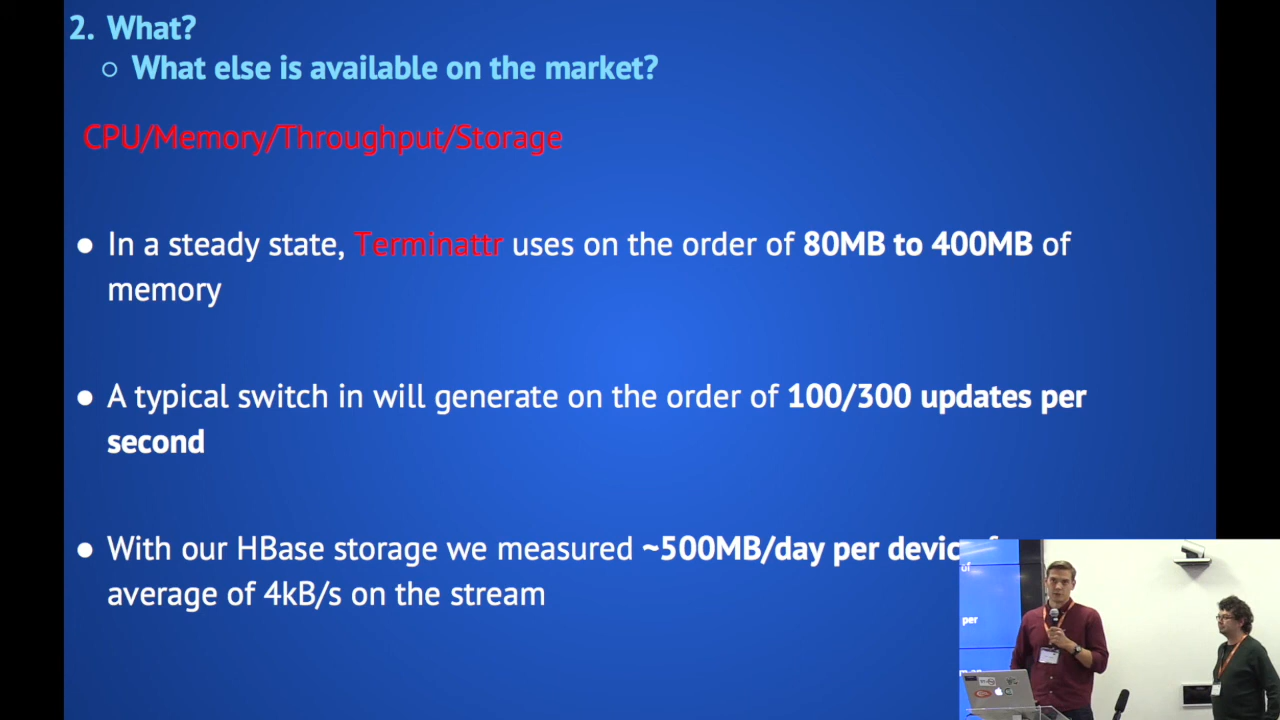 2. What?
○ What else is available on the market?
CPU/Memory/Throughput/Storage
● In a steady state, Terminattr uses on the order of 80MB to 400MB of
memory
● A typical switch in will generate on the order of 100/300 updates per
second
● With our HBase storage we measured ~500MB/day per device
average of 4kB/s on the stream
of
per